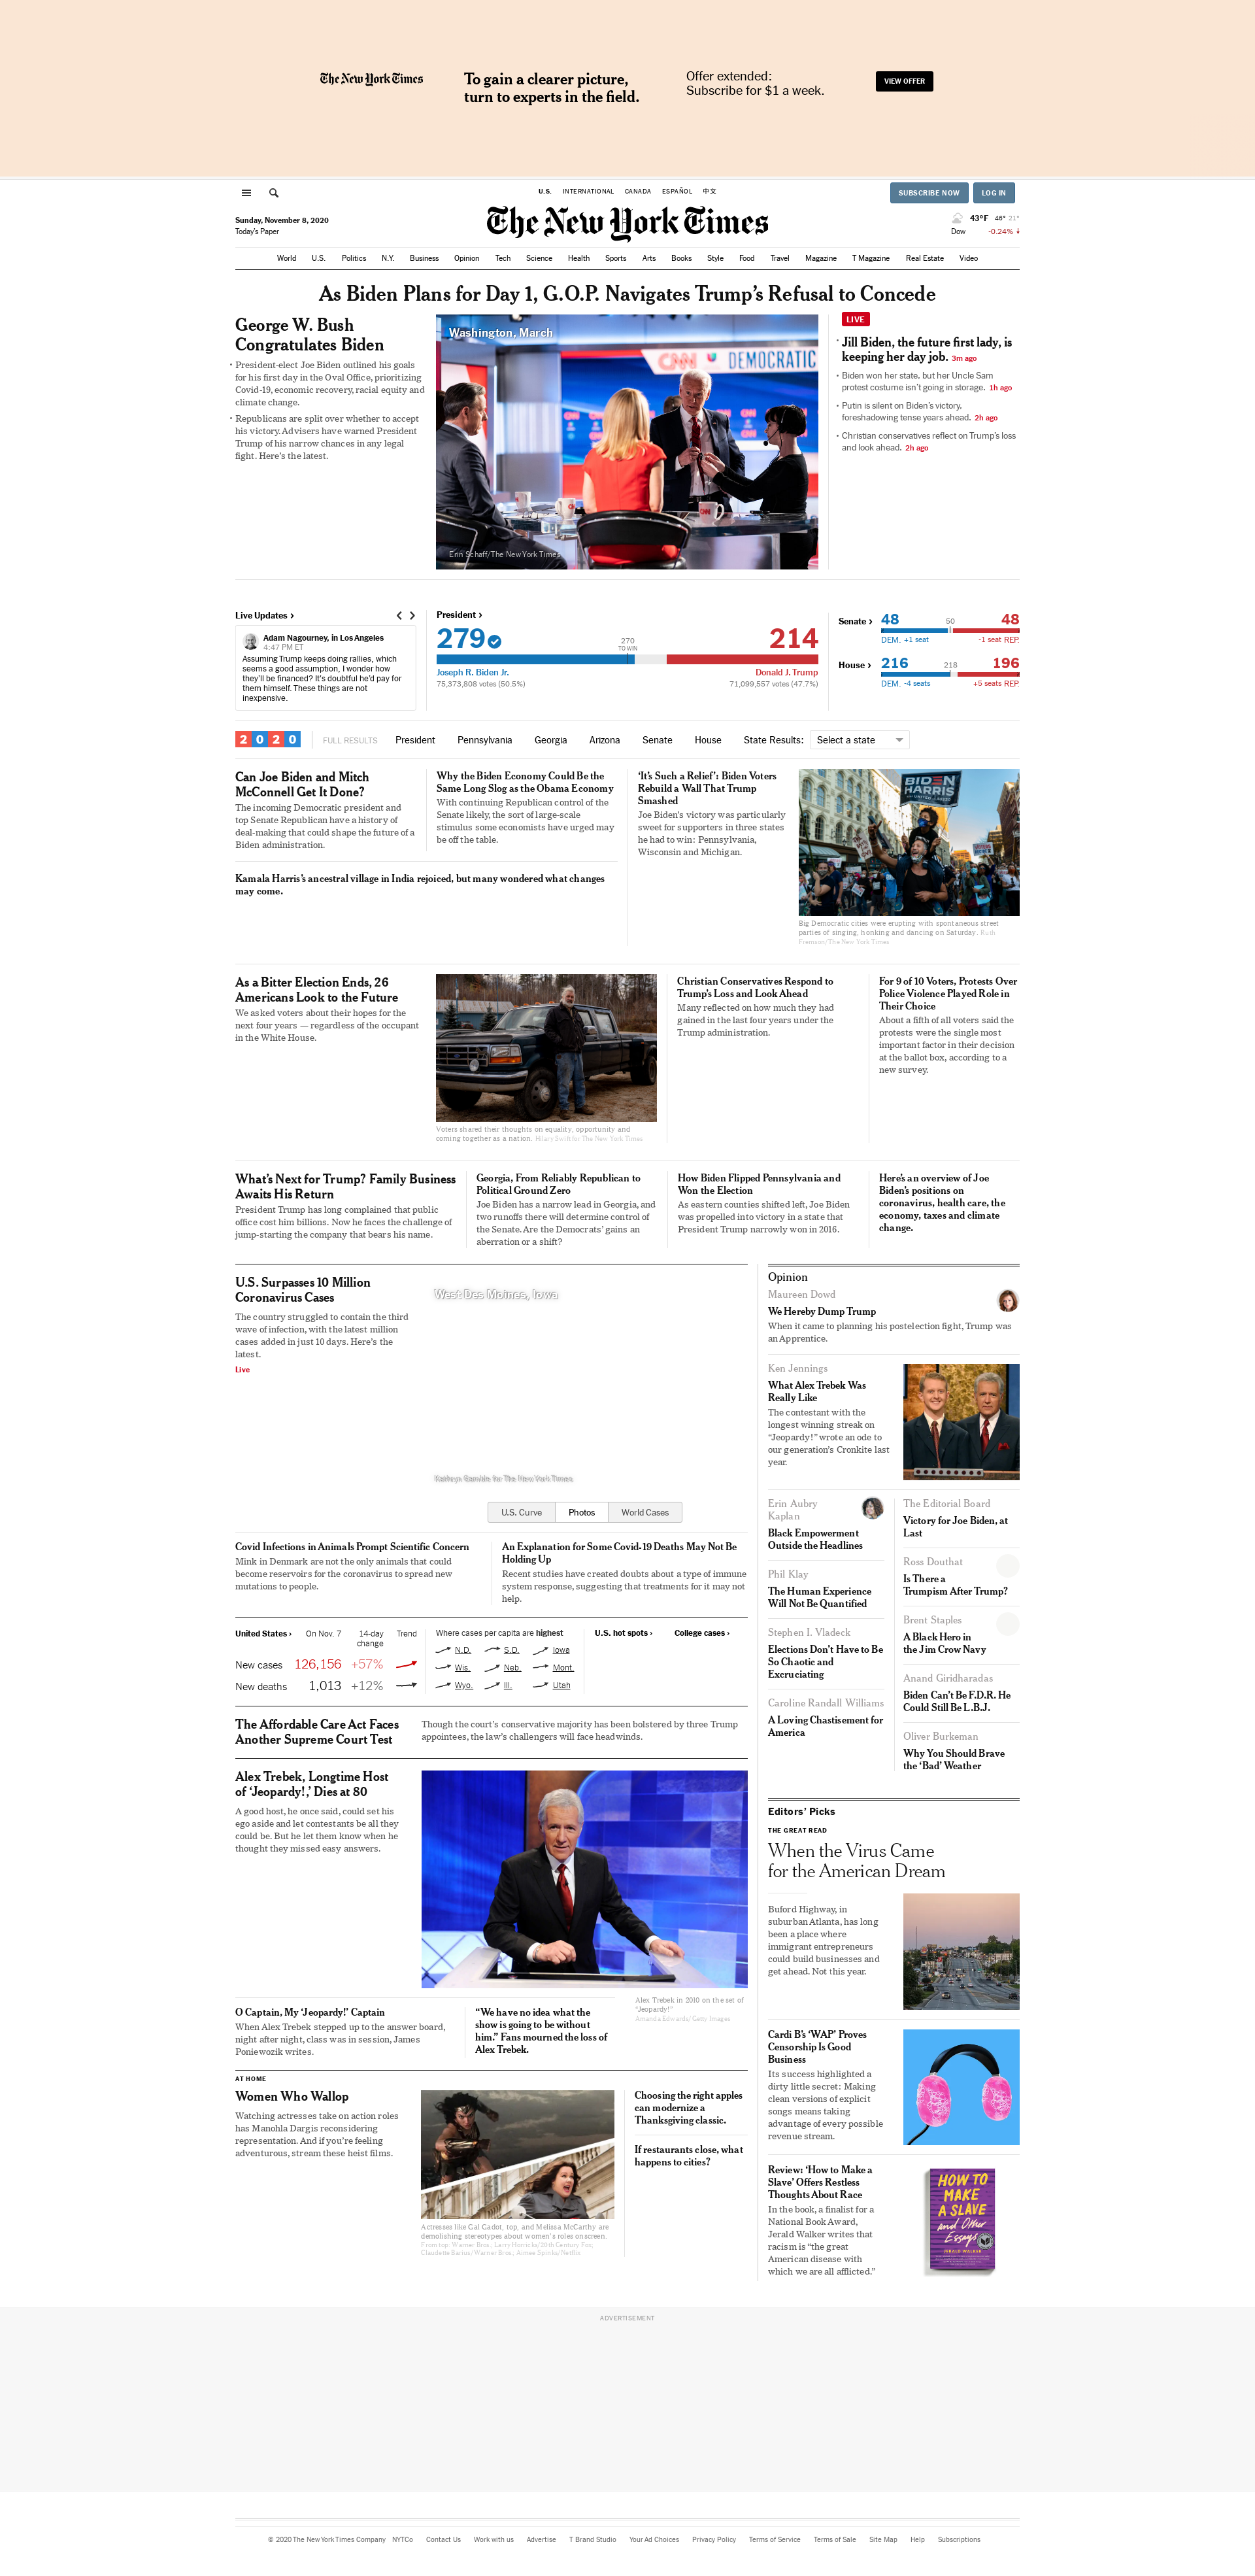 The New York Times
To gain a clearer picture,
turn to experts in the field.
Offer extended:
Subscribe for $1 a week.
VIEW OFFER
U.S. INTERNATIONAL CANADA ESPAÑOL 中文
SUBSCRIBE NOW LOG IN
Sunday, November 8, 2020
Today's Paper
The New York Times
43°F 46° 21°
Dow -0.24%
World U.S. Politics N.Y. Business Opinion Tech Science Health Sports Arts Books Style Food Travel Magazine T Magazine Real Estate Video
As Biden Plans for Day 1, G.O.P. Navigates Trump's Refusal to Concede
George W. Bush
Congratulates Biden
President-elect Joe Biden outlined his goals
for his first day in the Oval Office, prioritizing
Covid-19, economic recovery, racial equity and
climate change.
Republicans are split over whether to accept
his victory. Advisers have warned President
Trump of his narrow chances in any legal
fight. Here's the latest.
Washington, March
CNN
DEMOCRATIC
Erin Schaff/The New York Times
LIVE
Jill Biden, the future first lady, is
keeping her day job. 3m ago
Biden won her state, but her Uncle Sam
protest costume isn't going in storage. 1h ago
Putin is silent on Biden's victory,
foreshadowing tense years ahead. 2h ago
Christian conservatives reflect on Trump's loss
and look ahead. 2h ago
Live Updates ›
Adam Nagourney, in Los Angeles
4:47 PM ET
Assuming Trump keeps doing rallies, which
seems a good assumption, I wonder how
they'll be financed? It's doubtful he'd pay for
them himself. These things are not
inexpensive.
President ›
279 270 214
TO WIN
Joseph R. Biden Jr. Donald J. Trump
75,373,808 votes (50.5%) 71,099,557 votes (47.7%)
Senate › 48 50 48
DEM. +1 seat -1 seat REP.
House › 216 218 196
DEM. -4 seats +5 seats REP.
2020 FULL RESULTS President Pennsylvania Georgia Arizona Senate House State Results: Select a state
Can Joe Biden and Mitch
McConnell Get It Done?
The incoming Democratic president and
top Senate Republican have a history of
deal-making that could shape the future of a
Biden administration.
Why the Biden Economy Could Be the
Same Long Slog as the Obama Economy
With continuing Republican control of the
Senate likely, the sort of large-scale
stimulus some economists have urged may
be off the table.
Kamala Harris's ancestral village in India rejoiced, but many wondered what changes
may come.
'It's Such a Relief': Biden Voters
Rebuild a Wall That Trump
Smashed
Joe Biden's victory was particularly
sweet for supporters in three states
he had to win: Pennsylvania,
Wisconsin and Michigan.
BIDEN
HARRIS
Big Democratic cities were erupting with spontaneous street
parties of singing, honking and dancing on Saturday. Ruth
Fremson/The New York Times
As a Bitter Election Ends, 26
Americans Look to the Future
We asked voters about their hopes for the
next four years — regardless of the occupant
in the White House.
Voters shared their thoughts on equality, opportunity and
coming together as a nation. Hilary Swift for The New York Times
Christian Conservatives Respond to
Trump's Loss and Look Ahead
Many reflected on how much they had
gained in the last four years under the
Trump administration.
For 9 of 10 Voters, Protests Over
Police Violence Played Role in
Their Choice
About a fifth of all voters said the
protests were the single most
important factor in their decision
at the ballot box, according to a
new survey.
What's Next for Trump? Family Business
Awaits His Return
President Trump has long complained that public
office cost him billions. Now he faces the challenge of
jump-starting the company that bears his name.
Georgia, From Reliably Republican to
Political Ground Zero
Joe Biden has a narrow lead in Georgia, and
two runoffs there will determine control of
the Senate. Are the Democrats' gains an
aberration or a shift?
How Biden Flipped Pennsylvania and
Won the Election
As eastern counties shifted left, Joe Biden
was propelled into victory in a state that
President Trump narrowly won in 2016.
Here's an overview of Joe
Biden's positions on
coronavirus, health care, the
economy, taxes and climate
change.
U.S. Surpasses 10 Million
Coronavirus Cases
The country struggled to contain the third
wave of infection, with the latest million
cases added in just 10 days. Here's the
latest.
Live
West Des Moines, Iowa
Kathryn Gamble for The New York Times
U.S. Curve Photos World Cases
Covid Infections in Animals Prompt Scientific Concern
Mink in Denmark are not the only animals that could
become reservoirs for the coronavirus to spread new
mutations to people.
An Explanation for Some Covid-19 Deaths May Not Be
Holding Up
Recent studies have created doubts about a type of immune
system response, suggesting that treatments for it may not
help.
United States › On Nov. 7 14-day Trend
change
New cases 126,156 +57%
New deaths 1,013 +12%
Where cases per capita are highest
N.D. S.D. Iowa
Wis. Neb. Mont.
Wyo. Ill. Utah
U.S. hot spots › College cases ›
The Affordable Care Act Faces
Another Supreme Court Test
Though the court's conservative majority has been bolstered by three Trump
appointees, the law's challengers will face headwinds.
Alex Trebek, Longtime Host
of 'Jeopardy!,' Dies at 80
A good host, he once said, could set his
ego aside and let contestants be all they
could be. But he let them know when he
thought they missed easy answers.
Alex Trebek in 2010 on the set of
"Jeopardy!"
Amanda Edwards/Getty Images
O Captain, My 'Jeopardy!' Captain
When Alex Trebek stepped up to the answer board,
night after night, class was in session, James
Poniewozik writes.
"We have no idea what the
show is going to be without
him." Fans mourned the loss of
Alex Trebek.
AT HOME
Women Who Wallop
Watching actresses take on action roles
has Manohla Dargis reconsidering
representation. And if you're feeling
adventurous, stream these heist films.
Actresses like Gal Gadot, top, and Melissa McCarthy are
demolishing stereotypes about women's roles onscreen.
From top: Warner Bros.; Larry Horricks/20th Century Fox;
Claudette Barius/Warner Bros.; Aimee Spinks/Netflix
Choosing the right apples
can modernize a
Thanksgiving classic.
If restaurants close, what
happens to cities?
Opinion
Maureen Dowd
We Hereby Dump Trump
When it came to planning his postelection fight, Trump was
an Apprentice.
Ken Jennings
What Alex Trebek Was
Really Like
The contestant with the
longest winning streak on
"Jeopardy!" wrote an ode to
our generation's Cronkite last
year.
Erin Aubry
Kaplan
Black Empowerment
Outside the Headlines
Phil Klay
The Human Experience
Will Not Be Quantified
Stephen I. Vladeck
Elections Don't Have to Be
So Chaotic and
Excruciating
Caroline Randall Williams
A Loving Chastisement for
America
The Editorial Board
Victory for Joe Biden, at
Last
Ross Douthat
Is There a
Trumpism After Trump?
Brent Staples
A Black Hero in
the Jim Crow Navy
Anand Giridharadas
Biden Can't Be F.D.R. He
Could Still Be L.B.J.
Oliver Burkeman
Why You Should Brave
the 'Bad' Weather
Editors' Picks
THE GREAT READ
When the Virus Came
for the American Dream
Buford Highway, in
suburban Atlanta, has long
been a place where
immigrant entrepreneurs
could build businesses and
get ahead. Not this year.
Cardi B's 'WAP' Proves
Censorship Is Good
Business
Its success highlighted a
dirty little secret: Making
clean versions of explicit
songs means taking
advantage of every possible
revenue stream.
Review: 'How to Make a
Slave' Offers Restless
Thoughts About Race
In the book, a finalist for a
National Book Award,
Jerald Walker writes that
racism is "the great
American disease with
which we are all afflicted."
HOW TO
MAKE
A SLAVE
and Other
Essays
JERALD WALKER
ADVERTISEMENT
© 2020 The New York Times Company NYTCo Contact Us Work with us Advertise T Brand Studio Your Ad Choices Privacy Policy Terms of Service Terms of Sale Site Map Help Subscriptions